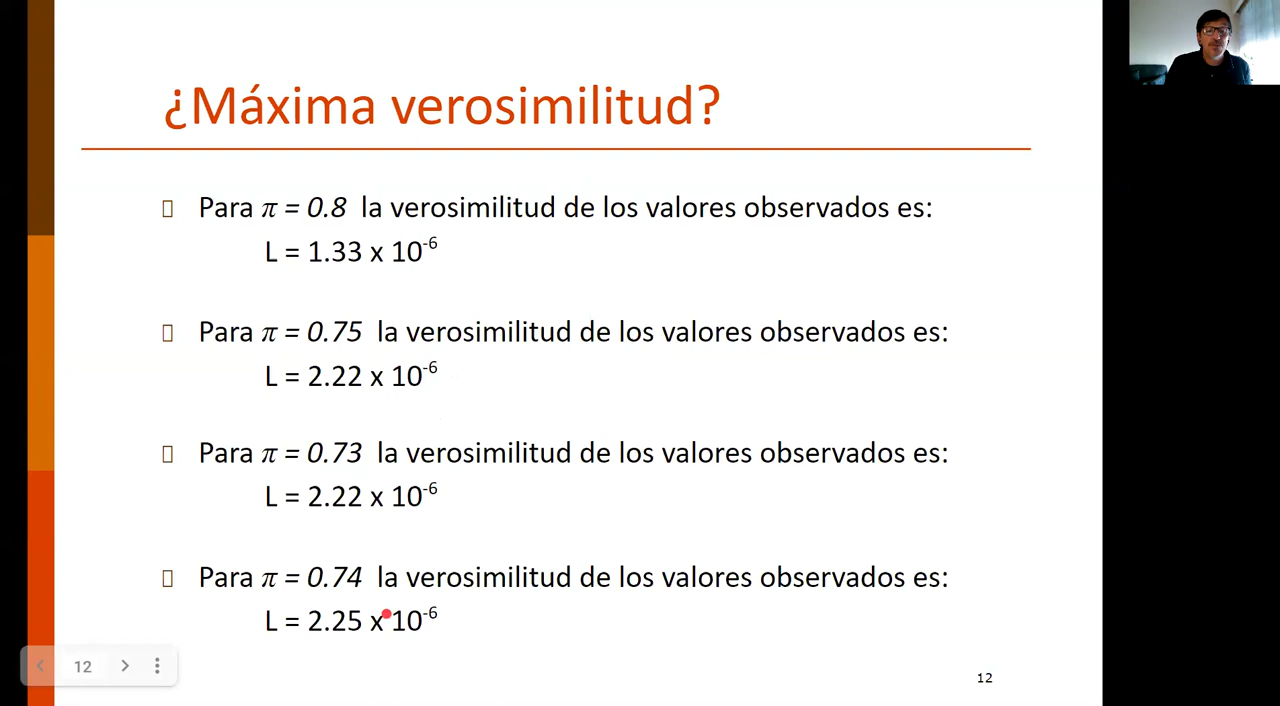 ¿Máxima verosimilitud?
Para π = 0.8 la verosimilitud de los valores observados es:
L = 1.33 x 10⁻⁶
Para π = 0.75 la verosimilitud de los valores observados es:
L = 2.22 x 10⁻⁶
Para π = 0.73 la verosimilitud de los valores observados es:
L = 2.22 x 10⁻⁶
Para π = 0.74 la verosimilitud de los valores observados es:
L = 2.25 x 10⁻⁶
12
12